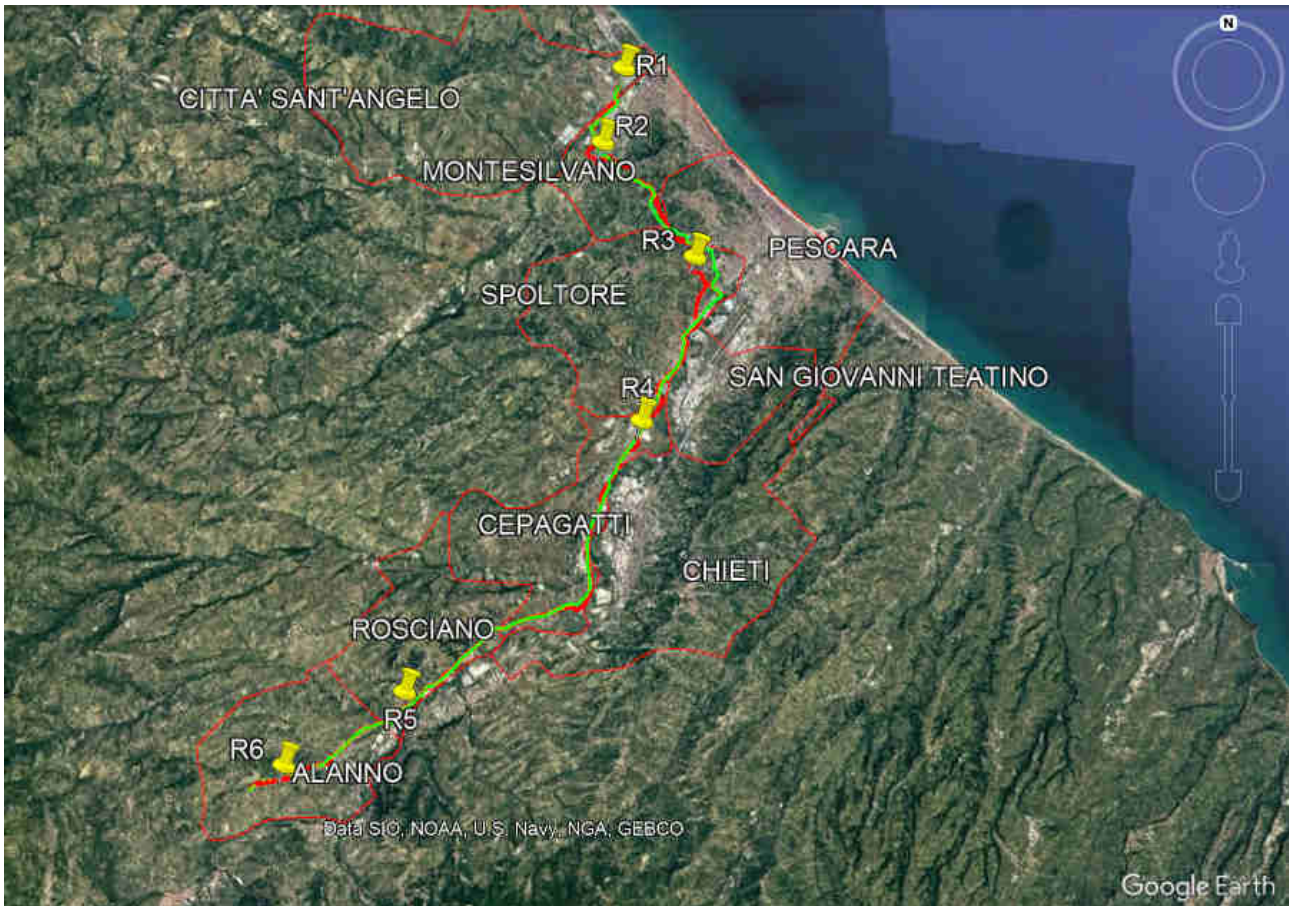 N
R1
CITTA' SANT'ANGELO
R2
MONTESILVANO
R3
PESCARA
SPOLTORE
SAN GIOVANNI TEATINO
R4
CEPAGATTI
CHIETI
ROSCIANO
R5
R6
ALANNO
Data SIO, NOAA, U.S. Navy, NGA, GEBCO
Google Earth